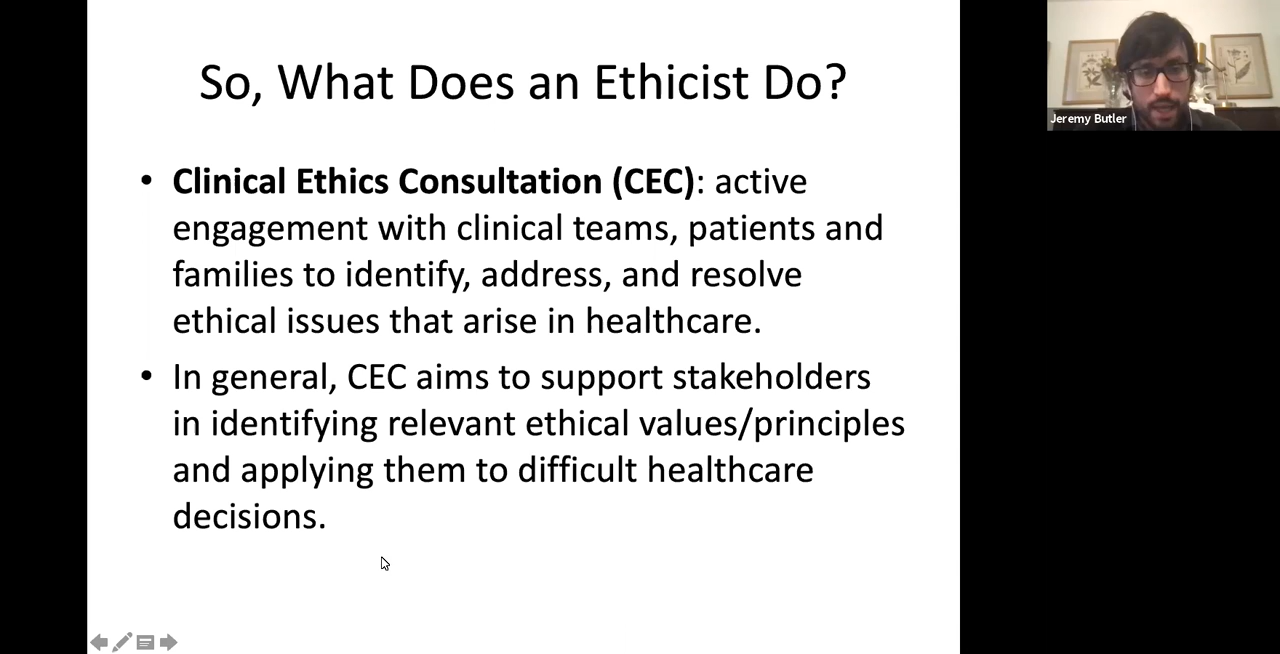 So, What Does an Ethicist Do?
• Clinical Ethics Consultation (CEC): active
engagement with clinical teams, patients and
families to identify, address, and resolve
ethical issues that arise in healthcare.
• In general, CEC aims to support stakeholders
in identifying relevant ethical values/principles
and applying them to difficult healthcare
decisions.
Jeremy Butler